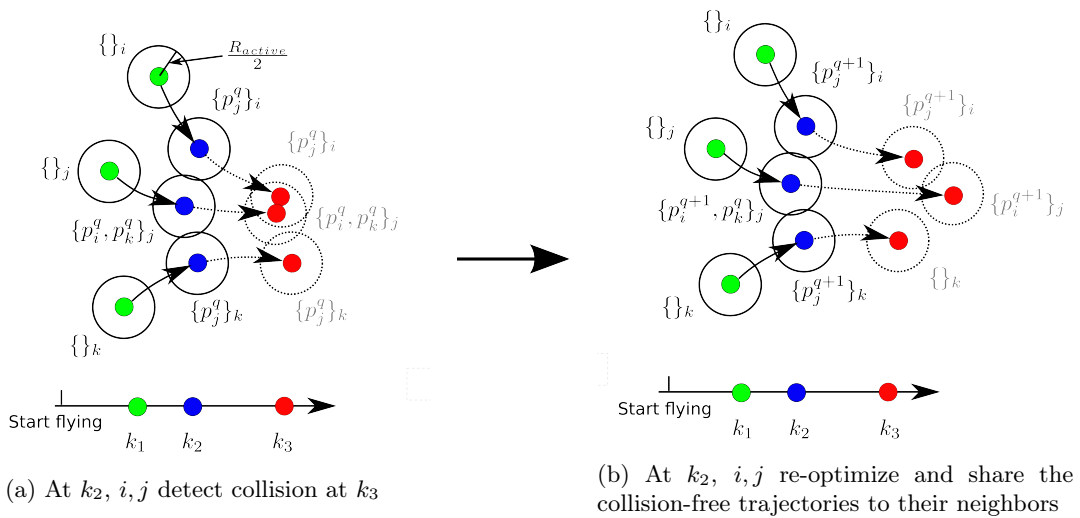 {}_i
R_{active}/2
{p_j^q}_i
{p_j^q}_i
{}_j
{p_i^q, p_k^q}_j
{p_i^q, p_k^q}_j
{p_j^q}_k
{p_j^q}_k
{}_k
Start flying
k_1
k_2
k_3
(a) At k_2, i, j detect collision at k_3
{}_i
{p_j^{q+1}}_i
{p_j^{q+1}}_i
{}_j
{p_i^{q+1}, p_k^q}_j
{p_i^{q+1}}_j
{p_j^{q+1}}_k
{}_k
{}_k
Start flying
k_1
k_2
k_3
(b) At k_2, i, j re-optimize and share the
collision-free trajectories to their neighbors